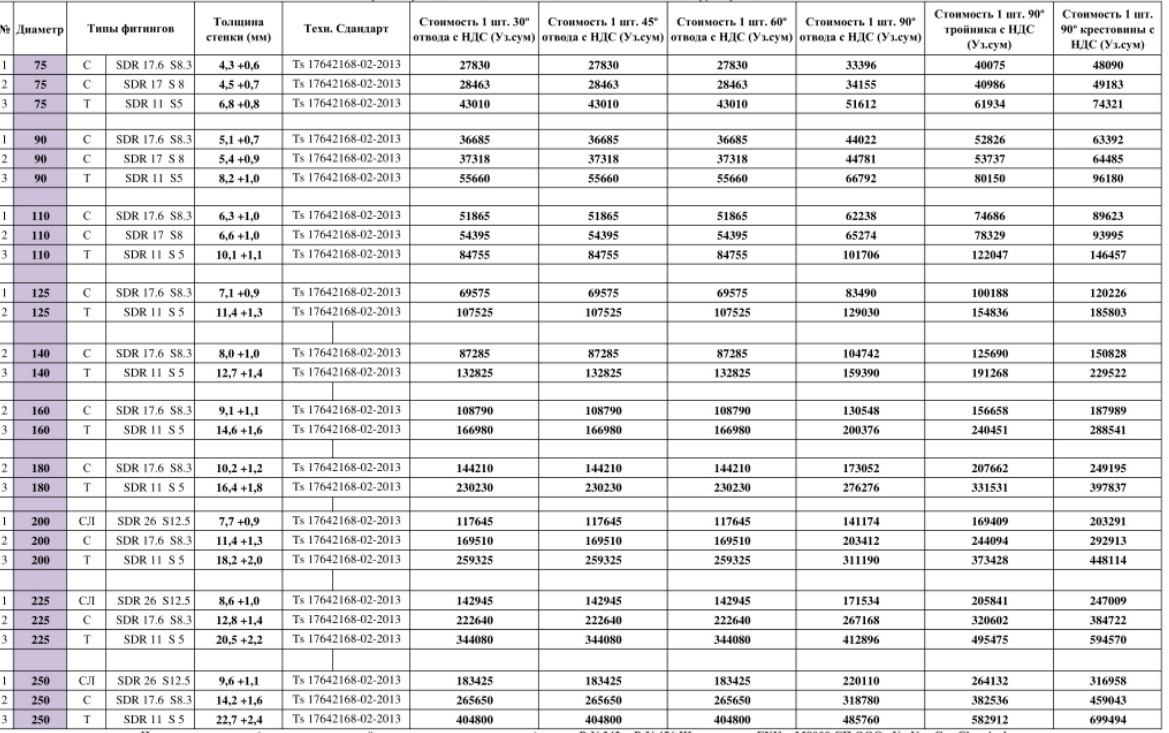 № Диаметр Типы фитингов Толщина стенки (мм) Техн. Сдандарт Стоимость 1 шт. 30º отвода с НДС (Уз.сум) Стоимость 1 шт. 45º отвода с НДС (Уз.сум) Стоимость 1 шт. 60º отвода с НДС (Уз.сум) Стоимость 1 шт. 90º отвода с НДС (Уз.сум) Стоимость 1 шт. 90º тройника с НДС (Уз.сум) Стоимость 1 шт. 90º крестовины с НДС (Уз.сум)
1 75 С SDR 17.6 S8.3 4,3 +0,6 Ts 17642168-02-2013 27830 27830 27830 33396 40075 48090
2 75 С SDR 17 S 8 4,5 +0,7 Ts 17642168-02-2013 28463 28463 28463 34155 40986 49183
3 75 Т SDR 11 S5 6,8 +0,8 Ts 17642168-02-2013 43010 43010 43010 51612 61934 74321
1 90 С SDR 17.6 S8.3 5,1 +0,7 Ts 17642168-02-2013 36685 36685 36685 44022 52826 63392
2 90 С SDR 17 S 8 5,4 +0,9 Ts 17642168-02-2013 37318 37318 37318 44781 53737 64485
3 90 Т SDR 11 S5 8,2 +1,0 Ts 17642168-02-2013 55660 55660 55660 66792 80150 96180
1 110 С SDR 17.6 S8.3 6,3 +1,0 Ts 17642168-02-2013 51865 51865 51865 62238 74686 89623
2 110 С SDR 17 S8 6,6 +1,0 Ts 17642168-02-2013 54395 54395 54395 65274 78329 93995
3 110 Т SDR 11 S 5 10,1 +1,1 Ts 17642168-02-2013 84755 84755 84755 101706 122047 146457
1 125 С SDR 17.6 S8.3 7,1 +0,9 Ts 17642168-02-2013 69575 69575 69575 83490 100188 120226
2 125 Т SDR 11 S 5 11,4 +1,3 Ts 17642168-02-2013 107525 107525 107525 129030 154836 185803
2 140 С SDR 17.6 S8.3 8,0 +1,0 Ts 17642168-02-2013 87285 87285 87285 104742 125690 150828
3 140 Т SDR 11 S 5 12,7 +1,4 Ts 17642168-02-2013 132825 132825 132825 159390 191268 229522
2 160 С SDR 17.6 S8.3 9,1 +1,1 Ts 17642168-02-2013 108790 108790 108790 130548 156658 187989
3 160 Т SDR 11 S 5 14,6 +1,6 Ts 17642168-02-2013 166980 166980 166980 200376 240451 288541
2 180 С SDR 17.6 S8.3 10,2 +1,2 Ts 17642168-02-2013 144210 144210 144210 173052 207662 249195
3 180 Т SDR 11 S 5 16,4 +1,8 Ts 17642168-02-2013 230230 230230 230230 276276 331531 397837
1 200 СЛ SDR 26 S12.5 7,7 +0,9 Ts 17642168-02-2013 117645 117645 117645 141174 169409 203291
2 200 С SDR 17.6 S8.3 11,4 +1,3 Ts 17642168-02-2013 169510 169510 169510 203412 244094 292913
3 200 Т SDR 11 S 5 18,2 +2,0 Ts 17642168-02-2013 259325 259325 259325 311190 373428 448114
1 225 СЛ SDR 26 S12.5 8,6 +1,0 Ts 17642168-02-2013 142945 142945 142945 171534 205841 247009
2 225 С SDR 17.6 S8.3 12,8 +1,4 Ts 17642168-02-2013 222640 222640 222640 267168 320602 384722
3 225 Т SDR 11 S 5 20,5 +2,2 Ts 17642168-02-2013 344080 344080 344080 412896 495475 594570
1 250 СЛ SDR 26 S12.5 9,6 +1,1 Ts 17642168-02-2013 183425 183425 183425 220110 264132 316958
2 250 С SDR 17.6 S8.3 14,2 +1,6 Ts 17642168-02-2013 265650 265650 265650 318780 382536 459043
3 250 Т SDR 11 S 5 22,7 +2,4 Ts 17642168-02-2013 404800 404800 404800 485760 582912 699494